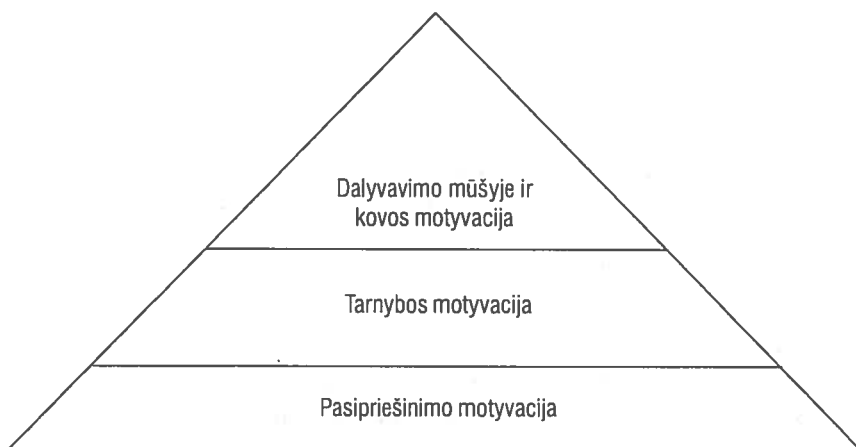 Dalyvavimo mūšyje ir
kovos motyvacija
Tarnybos motyvacija
Pasipriešinimo motyvacija